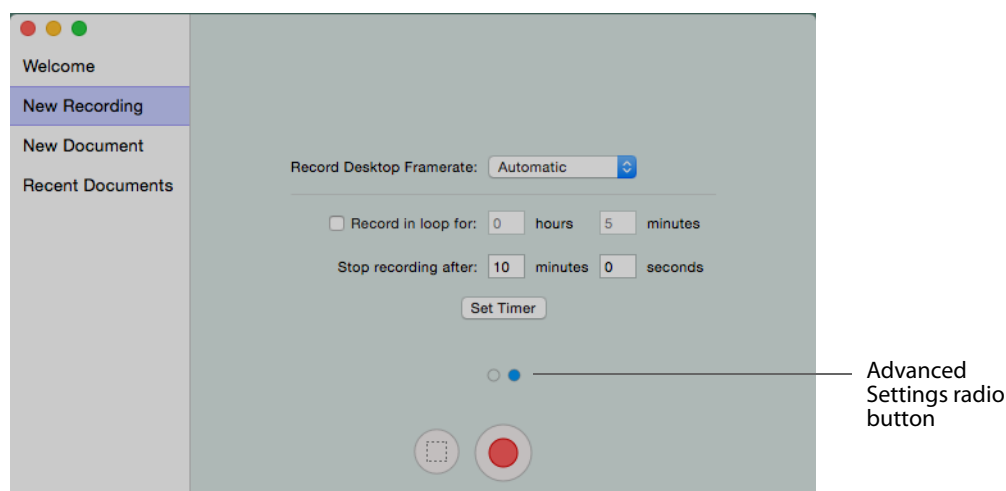 Welcome
New Recording
New Document
Recent Documents
Record Desktop Framerate: Automatic
Record in loop for: 0 hours 5 minutes
Stop recording after: 10 minutes 0 seconds
Set Timer
Advanced
Settings radio
button